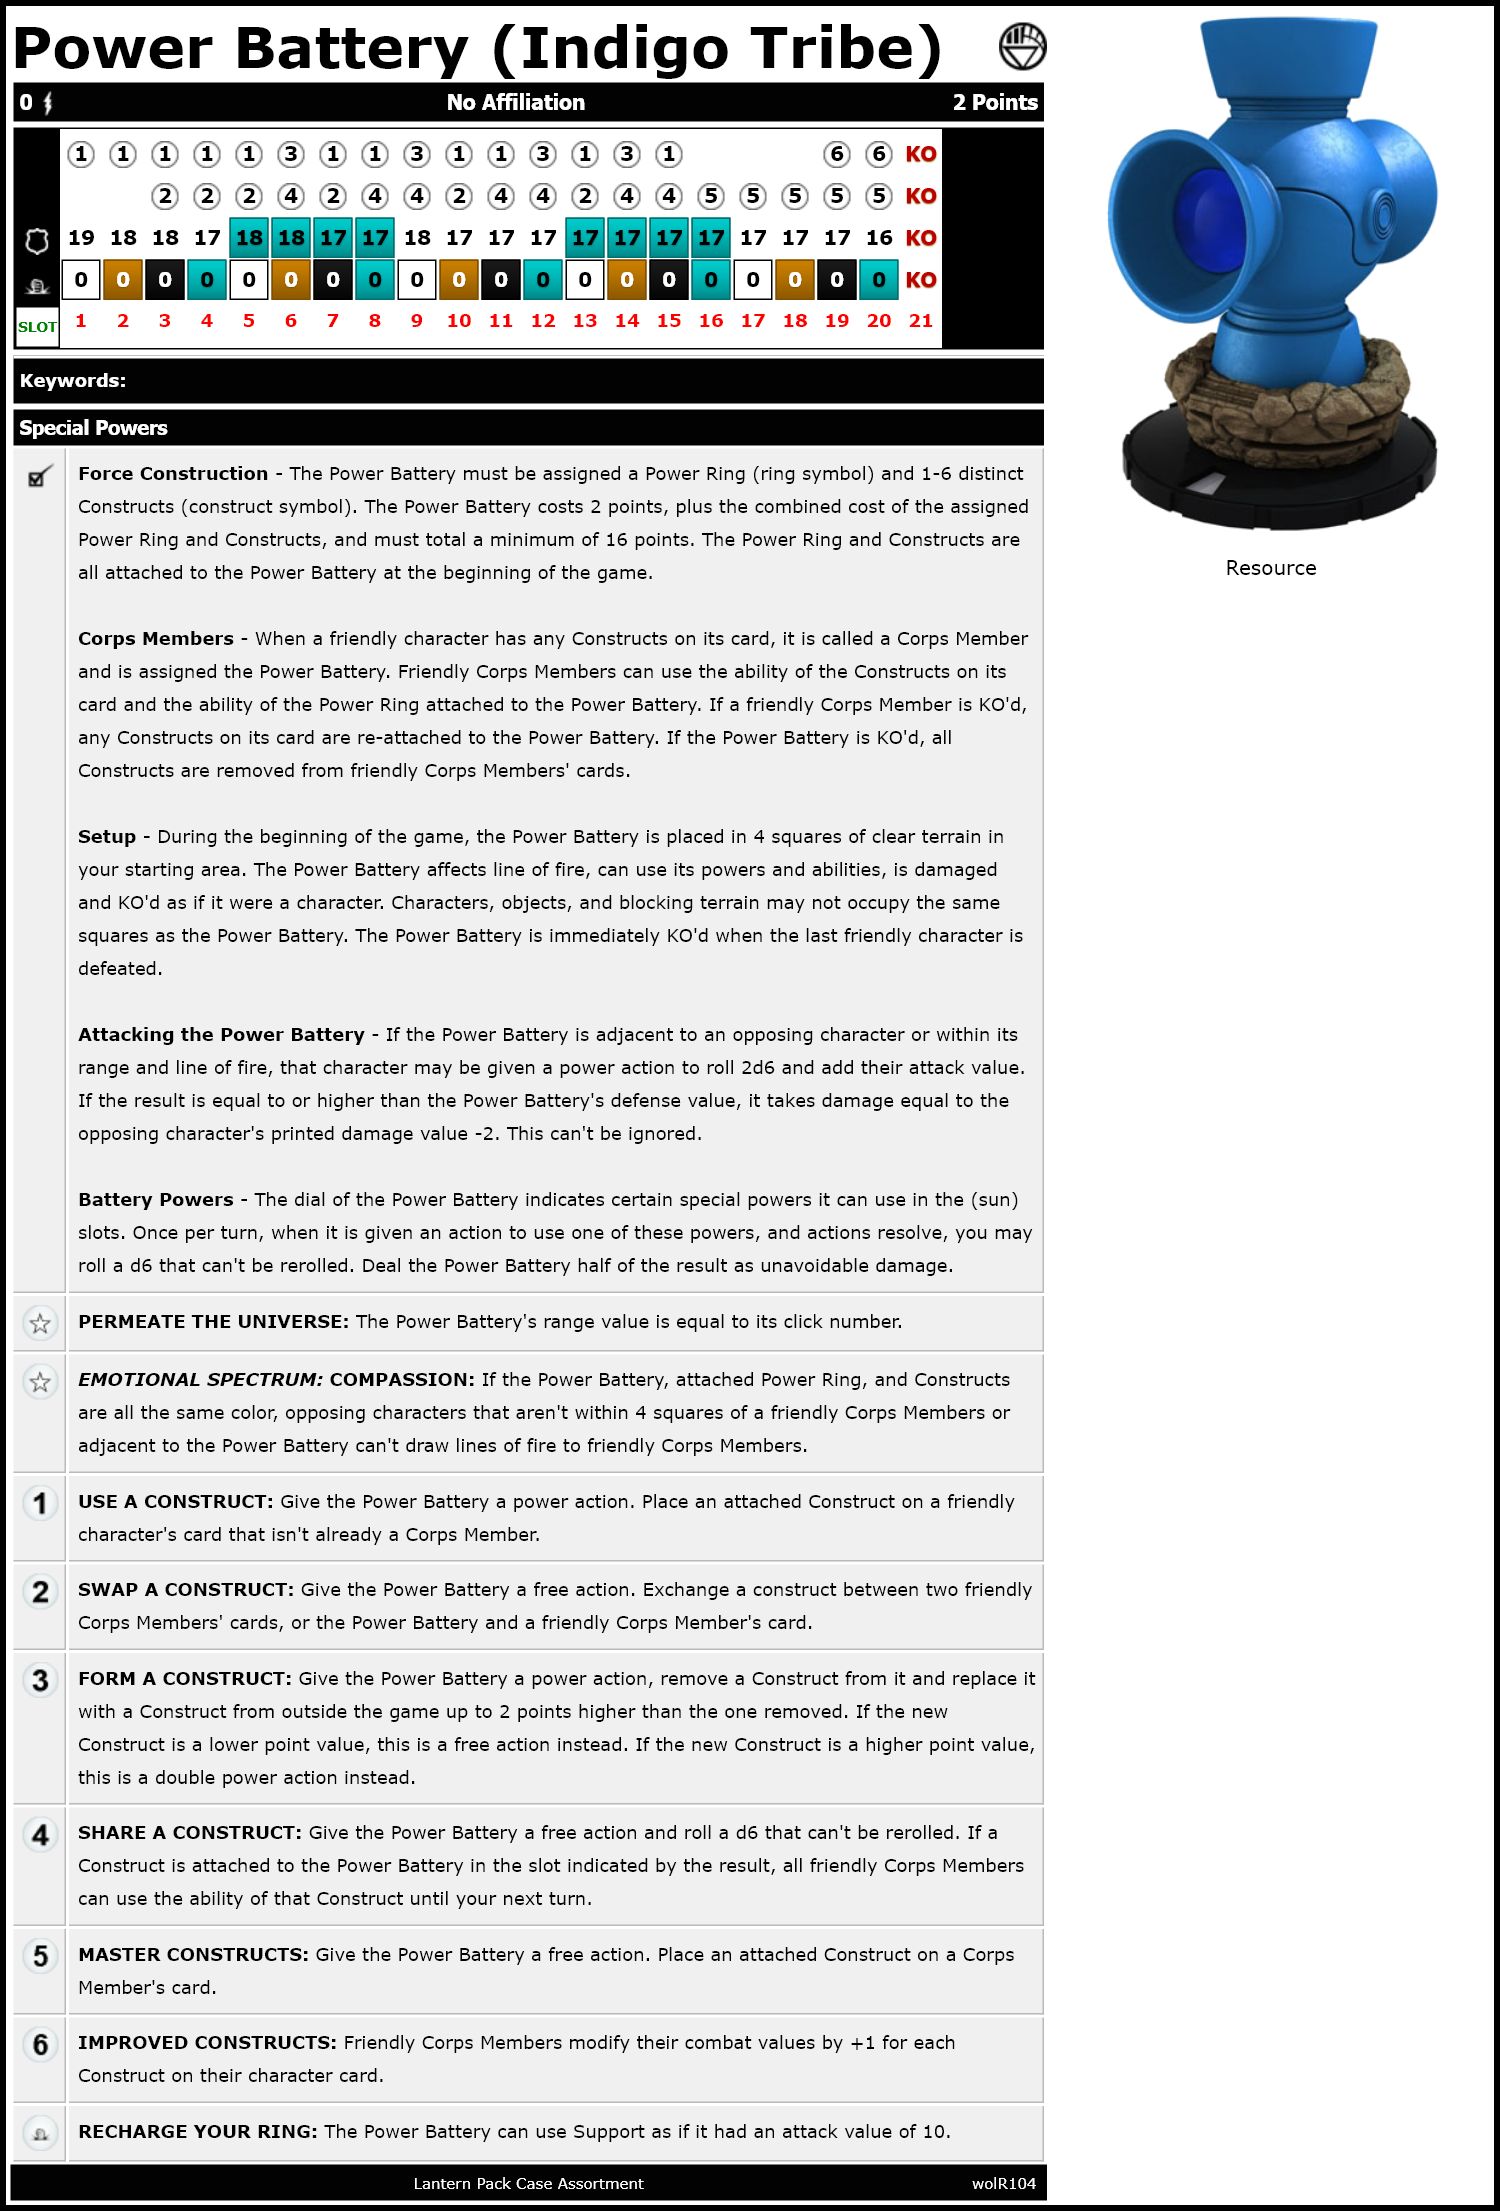 Power Battery (Indigo Tribe)
0 No Affiliation 2 Points
1 1 1 1 1 3 1 1 3 1 1 3 1 3 1 6 6 KO
2 2 2 4 2 4 4 2 4 4 2 4 4 5 5 5 5 5 KO
19 18 18 17 18 18 17 17 18 17 17 17 17 17 17 17 17 17 17 16 KO
0 0 0 0 0 0 0 0 0 0 0 0 0 0 0 0 0 0 0 0 KO
SLOT 1 2 3 4 5 6 7 8 9 10 11 12 13 14 15 16 17 18 19 20 21
Resource
Keywords:
Special Powers
Force Construction - The Power Battery must be assigned a Power Ring (ring symbol) and 1-6 distinct
Constructs (construct symbol). The Power Battery costs 2 points, plus the combined cost of the assigned
Power Ring and Constructs, and must total a minimum of 16 points. The Power Ring and Constructs are
all attached to the Power Battery at the beginning of the game.
Corps Members - When a friendly character has any Constructs on its card, it is called a Corps Member
and is assigned the Power Battery. Friendly Corps Members can use the ability of the Constructs on its
card and the ability of the Power Ring attached to the Power Battery. If a friendly Corps Member is KO'd,
any Constructs on its card are re-attached to the Power Battery. If the Power Battery is KO'd, all
Constructs are removed from friendly Corps Members' cards.
Setup - During the beginning of the game, the Power Battery is placed in 4 squares of clear terrain in
your starting area. The Power Battery affects line of fire, can use its powers and abilities, is damaged
and KO'd as if it were a character. Characters, objects, and blocking terrain may not occupy the same
squares as the Power Battery. The Power Battery is immediately KO'd when the last friendly character is
defeated.
Attacking the Power Battery - If the Power Battery is adjacent to an opposing character or within its
range and line of fire, that character may be given a power action to roll 2d6 and add their attack value.
If the result is equal to or higher than the Power Battery's defense value, it takes damage equal to the
opposing character's printed damage value -2. This can't be ignored.
Battery Powers - The dial of the Power Battery indicates certain special powers it can use in the (sun)
slots. Once per turn, when it is given an action to use one of these powers, and actions resolve, you may
roll a d6 that can't be rerolled. Deal the Power Battery half of the result as unavoidable damage.
PERMEATE THE UNIVERSE: The Power Battery's range value is equal to its click number.
EMOTIONAL SPECTRUM: COMPASSION: If the Power Battery, attached Power Ring, and Constructs
are all the same color, opposing characters that aren't within 4 squares of a friendly Corps Members or
adjacent to the Power Battery can't draw lines of fire to friendly Corps Members.
1 USE A CONSTRUCT: Give the Power Battery a power action. Place an attached Construct on a friendly
character's card that isn't already a Corps Member.
2 SWAP A CONSTRUCT: Give the Power Battery a free action. Exchange a construct between two friendly
Corps Members' cards, or the Power Battery and a friendly Corps Member's card.
3 FORM A CONSTRUCT: Give the Power Battery a power action, remove a Construct from it and replace it
with a Construct from outside the game up to 2 points higher than the one removed. If the new
Construct is a lower point value, this is a free action instead. If the new Construct is a higher point value,
this is a double power action instead.
4 SHARE A CONSTRUCT: Give the Power Battery a free action and roll a d6 that can't be rerolled. If a
Construct is attached to the Power Battery in the slot indicated by the result, all friendly Corps Members
can use the ability of that Construct until your next turn.
5 MASTER CONSTRUCTS: Give the Power Battery a free action. Place an attached Construct on a Corps
Member's card.
6 IMPROVED CONSTRUCTS: Friendly Corps Members modify their combat values by +1 for each
Construct on their character card.
RECHARGE YOUR RING: The Power Battery can use Support as if it had an attack value of 10.
Lantern Pack Case Assortment wolR104